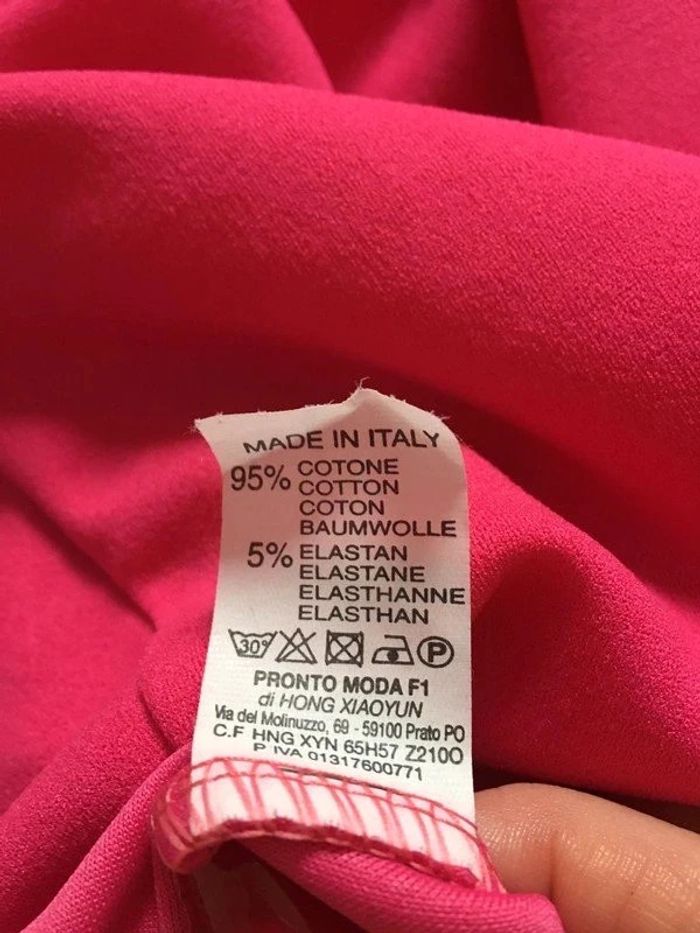 MADE IN ITALY
95% COTONE
COTTON
COTON
BAUMWOLLE
5% ELASTAN
ELASTANE
ELASTHANNE
ELASTHAN
30° P
PRONTO MODA F1
di HONG XIAOYUN
Via del Molinuzzo, 69 - 59100 Prato PO
C.F HNG XYN 65H57 Z210O
P. IVA 01317600771